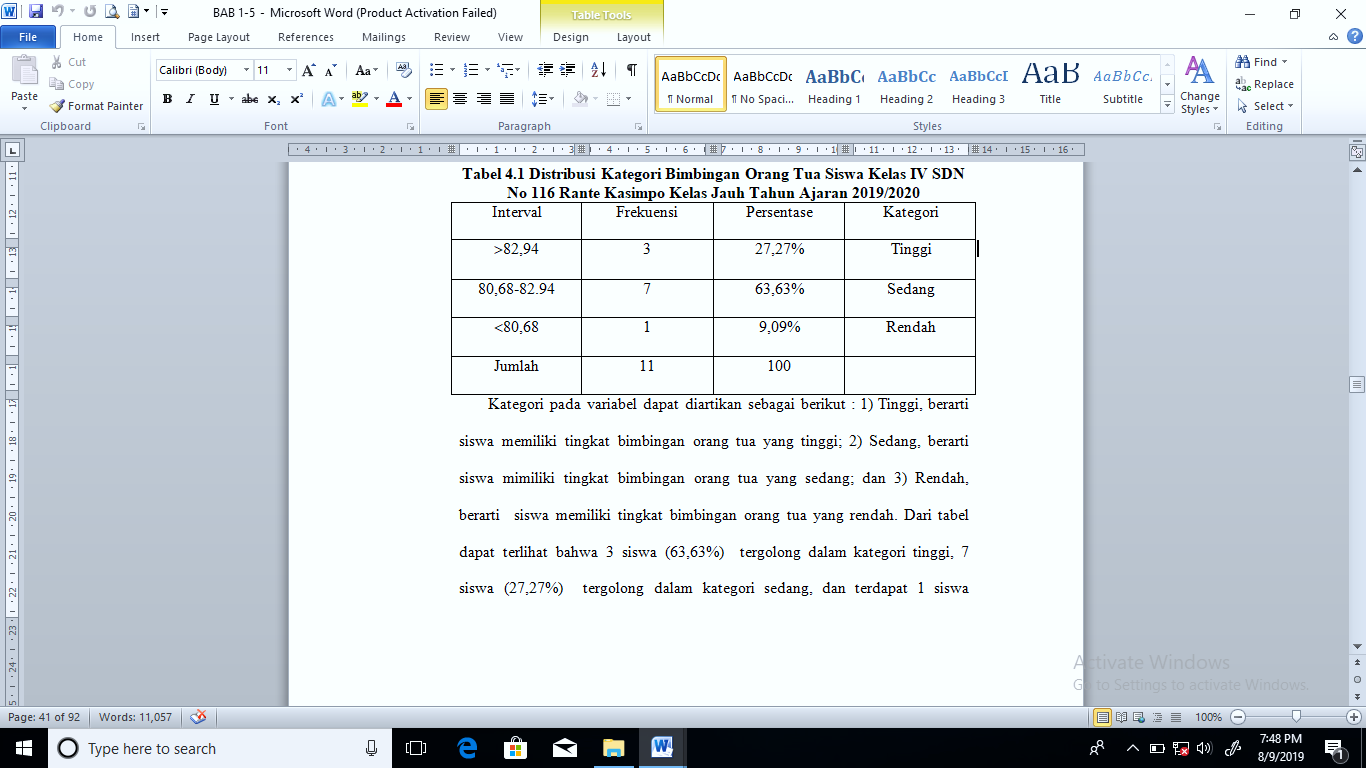 BAB 1-5 - Microsoft Word (Product Activation Failed)
Table Tools
File Home Insert Page Layout References Mailings Review View Design Layout
Paste
Cut
Copy
Format Painter
Clipboard
Calibri (Body) 11
Font
Paragraph
AaBbCcDc AaBbCcDc AaBbC AaBbCc AaBbCcI AaB AaBbCc.
¶ Normal ¶ No Spaci... Heading 1 Heading 2 Heading 3 Title Subtitle
Styles
Change Styles
Find
Replace
Select
Editing
Tabel 4.1 Distribusi Kategori Bimbingan Orang Tua Siswa Kelas IV SDN
No 116 Rante Kasimpo Kelas Jauh Tahun Ajaran 2019/2020
Interval Frekuensi Persentase Kategori
>82,94 3 27,27% Tinggi
80,68-82.94 7 63,63% Sedang
<80,68 1 9,09% Rendah
Jumlah 11 100
Kategori pada variabel dapat diartikan sebagai berikut : 1) Tinggi, berarti
siswa memiliki tingkat bimbingan orang tua yang tinggi; 2) Sedang, berarti
siswa mimiliki tingkat bimbingan orang tua yang sedang; dan 3) Rendah,
berarti siswa memiliki tingkat bimbingan orang tua yang rendah. Dari tabel
dapat terlihat bahwa 3 siswa (63,63%) tergolong dalam kategori tinggi, 7
siswa (27,27%) tergolong dalam kategori sedang, dan terdapat 1 siswa
Activate Windows
Go to Settings to activate Windows.
Page: 41 of 92 Words: 11,057
100%
Type here to search
7:48 PM
8/9/2019